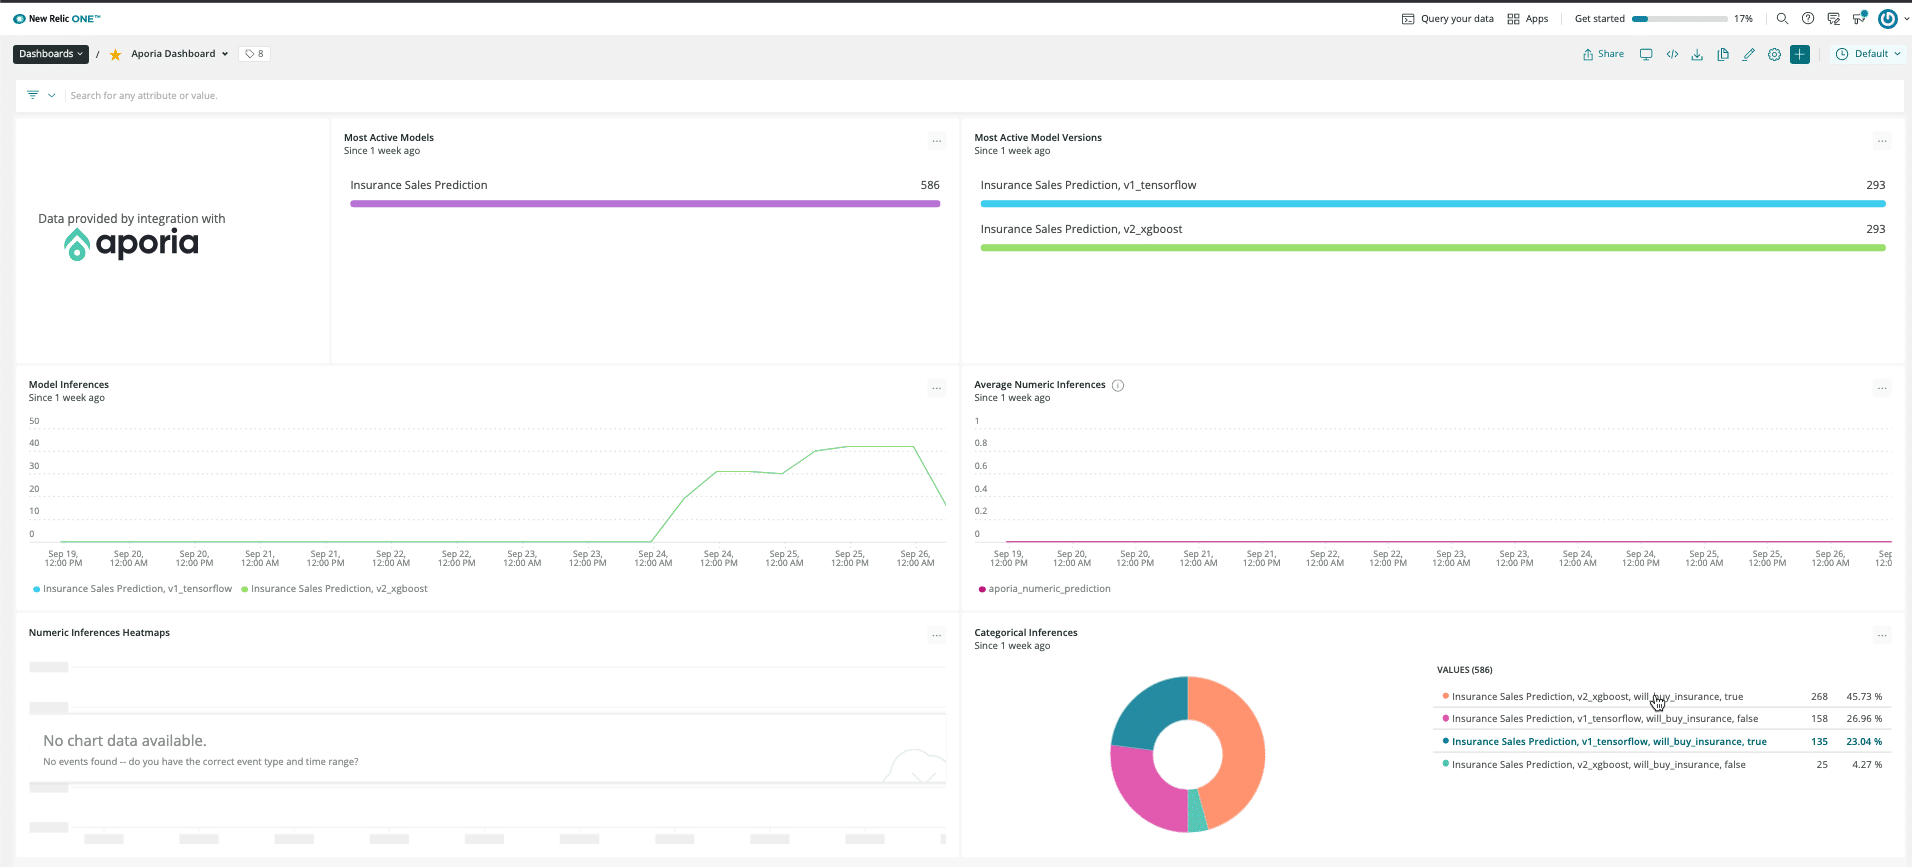 New Relic ONE™
Query your data
Apps
Get started
17%
Dashboards / Aporia Dashboard
8
Share
Default
Search for any attribute or value.
Data provided by integration with
aporia
Most Active Models
Since 1 week ago
Insurance Sales Prediction 586
Most Active Model Versions
Since 1 week ago
Insurance Sales Prediction, v1_tensorflow 293
Insurance Sales Prediction, v2_xgboost 293
Model Inferences
Since 1 week ago
50
40
30
20
10
0
Sep 19, Sep 20, Sep 20, Sep 21, Sep 21, Sep 22, Sep 22, Sep 23, Sep 23, Sep 24, Sep 24, Sep 25, Sep 25, Sep 26,
12:00 PM 12:00 AM 12:00 PM 12:00 AM 12:00 PM 12:00 AM 12:00 PM 12:00 AM 12:00 PM 12:00 AM 12:00 PM 12:00 AM 12:00 PM 12:00 AM
Insurance Sales Prediction, v1_tensorflow Insurance Sales Prediction, v2_xgboost
Average Numeric Inferences
Since 1 week ago
1
0.8
0.6
0.4
0.2
0
Sep 19, Sep 20, Sep 20, Sep 21, Sep 21, Sep 22, Sep 22, Sep 23, Sep 23, Sep 24, Sep 24, Sep 25, Sep 25, Sep 26, Sep
12:00 PM 12:00 AM 12:00 PM 12:00 AM 12:00 PM 12:00 AM 12:00 PM 12:00 AM 12:00 PM 12:00 AM 12:00 PM 12:00 AM 12:00 PM 12:00 AM 12:0
aporia_numeric_prediction
Numeric Inferences Heatmaps
No chart data available.
No events found -- do you have the correct event type and time range?
Categorical Inferences
Since 1 week ago
VALUES (586)
Insurance Sales Prediction, v2_xgboost, will_buy_insurance, true 268 45.73 %
Insurance Sales Prediction, v1_tensorflow, will_buy_insurance, false 158 26.96 %
Insurance Sales Prediction, v1_tensorflow, will_buy_insurance, true 135 23.04 %
Insurance Sales Prediction, v2_xgboost, will_buy_insurance, false 25 4.27 %